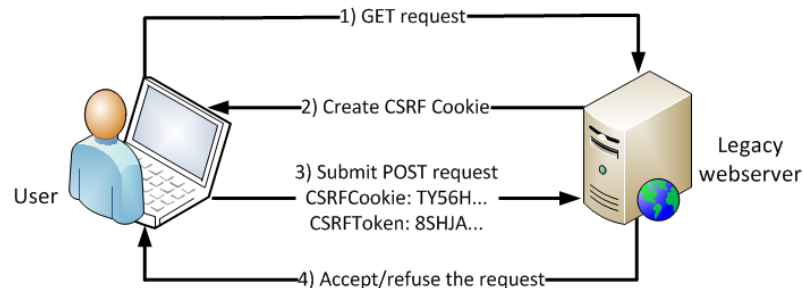 1) GET request
2) Create CSRF Cookie
3) Submit POST request
CSRFCookie: TY56H...
CSRFToken: 8SHJA...
User
Legacy
webserver
4) Accept/refuse the request